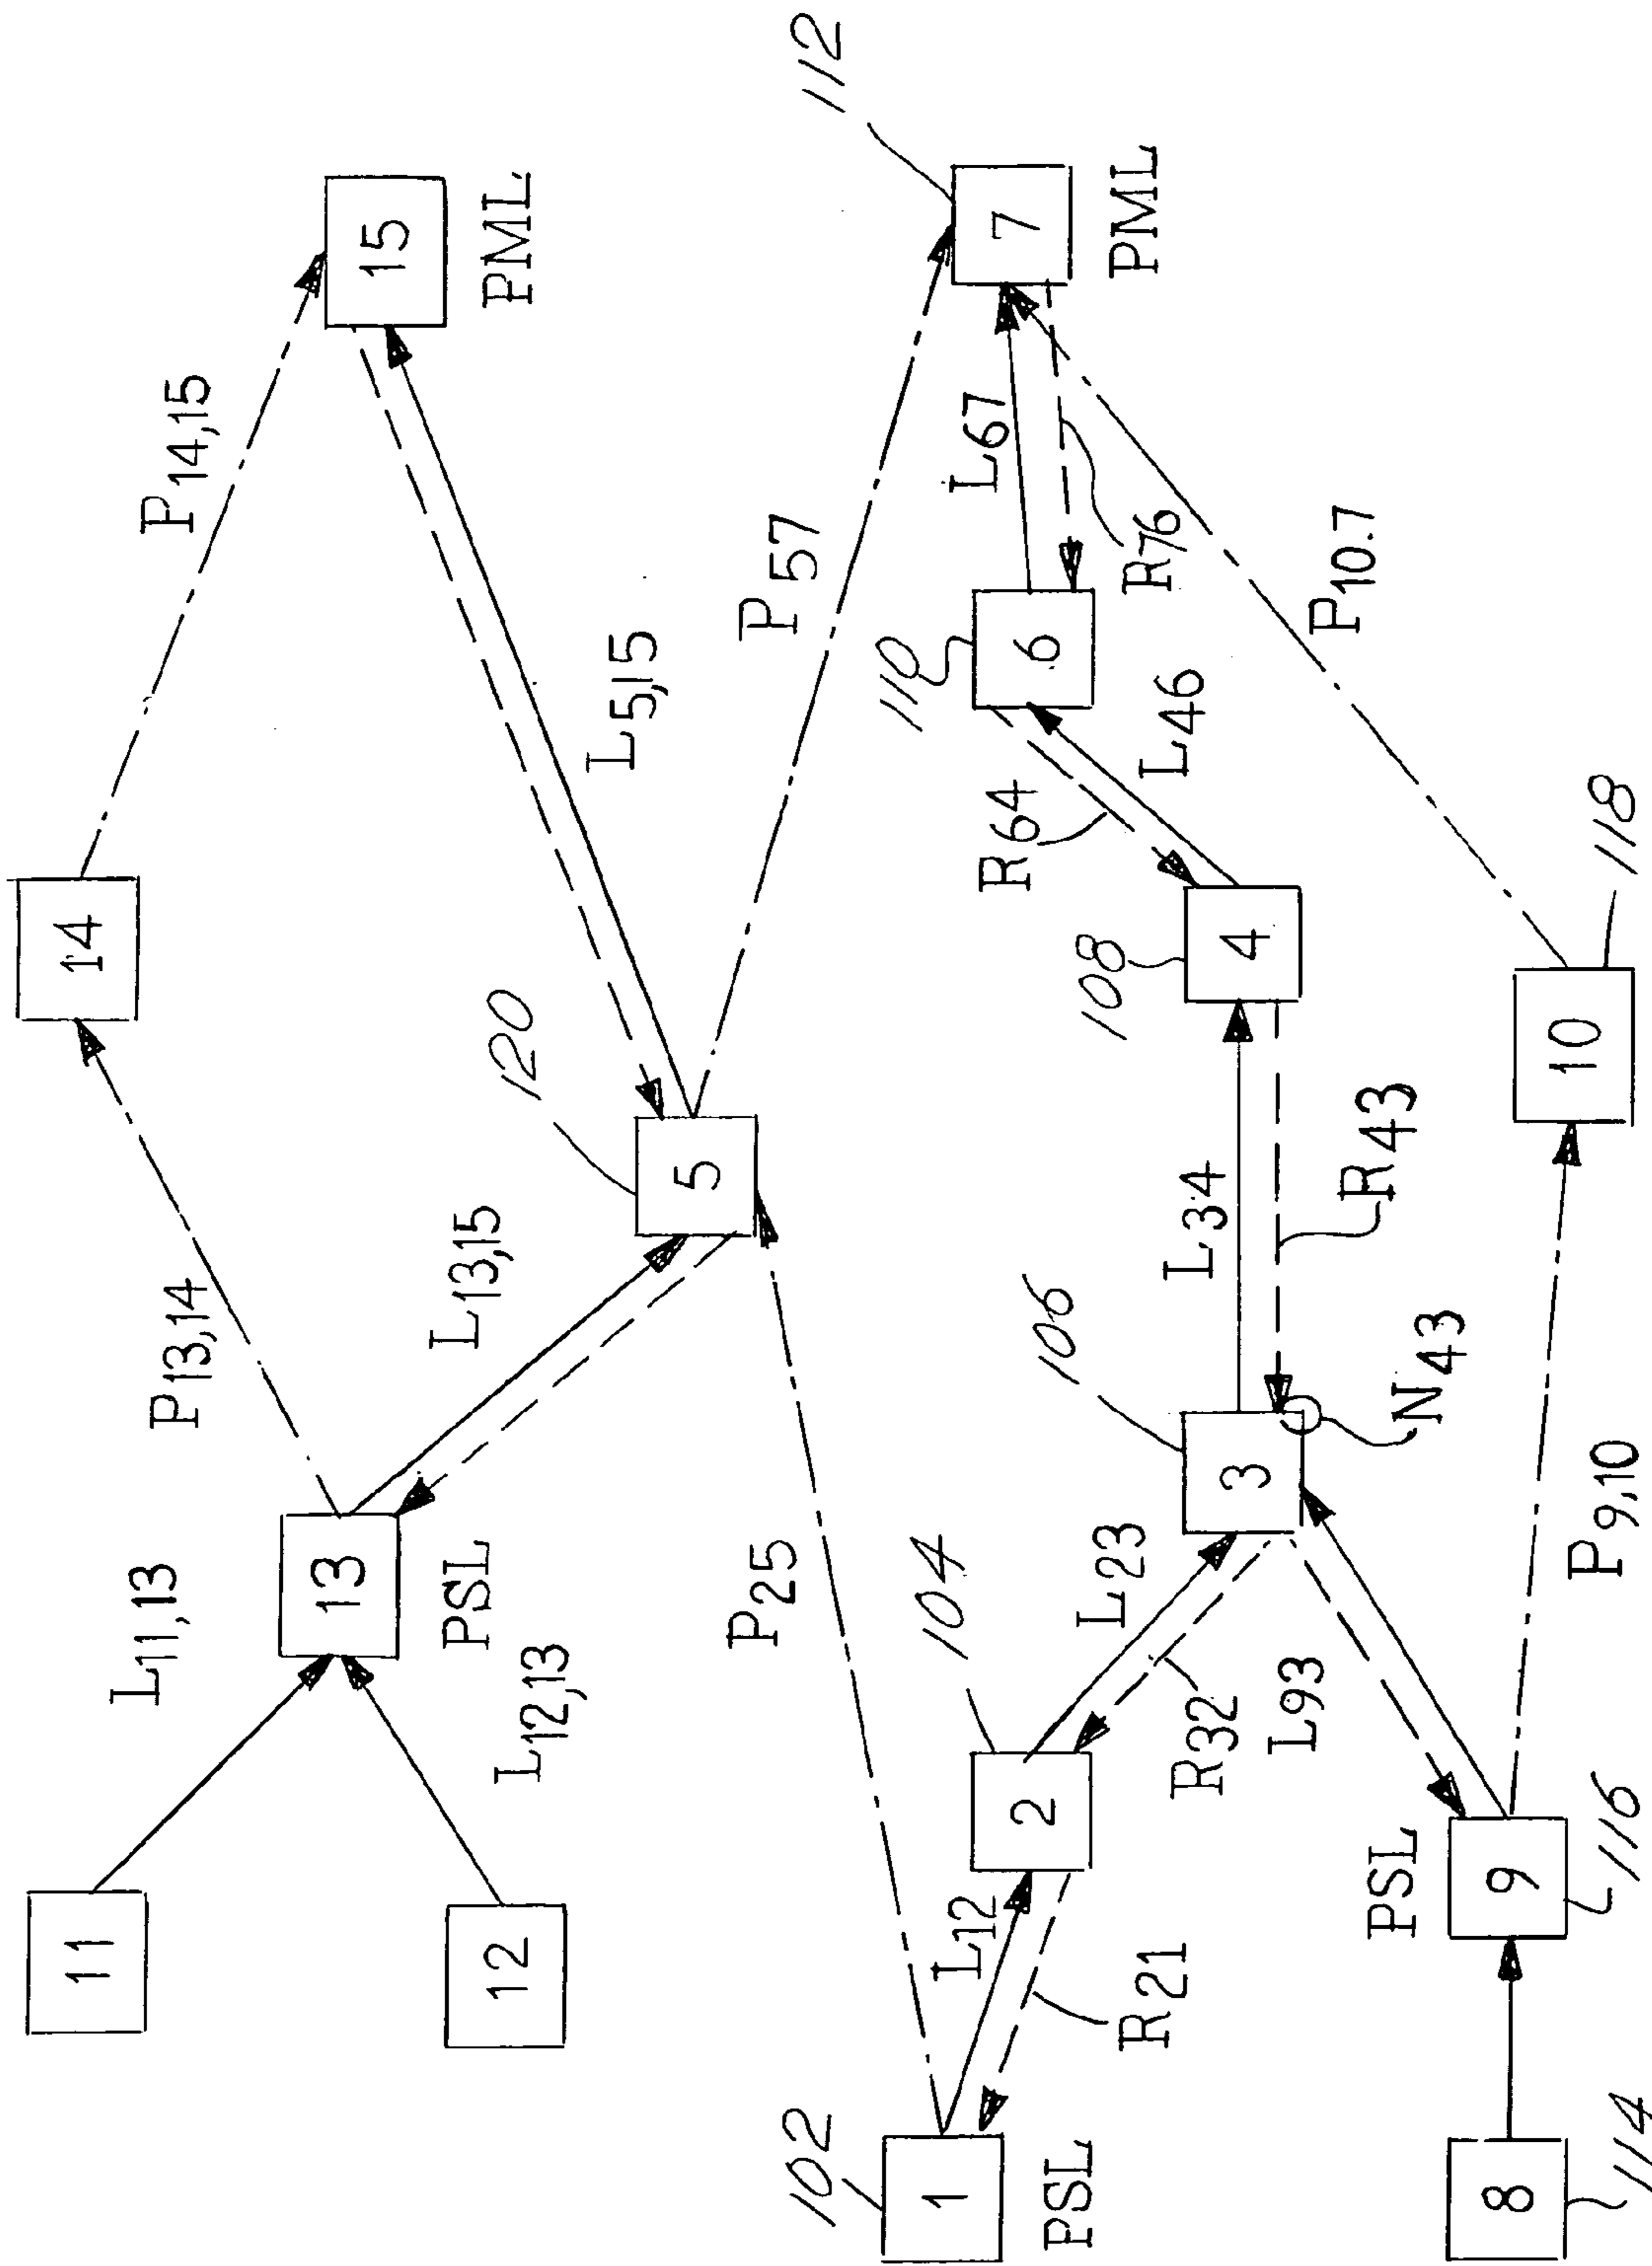 14
P14,15
15
PML
P13,14
L11,13
11
13
PSL
L12,13
12
L13,15
L5,15
120
5
P57
112
7
PML
P25
L67
R76
110
6
L46
R64
P10.7
108
4
L34
R43
106
3
N43
104
L23
2
R32
L93
L12
R21
102
1
PSL
PSL
9
116
8
114
P9,10
10
118